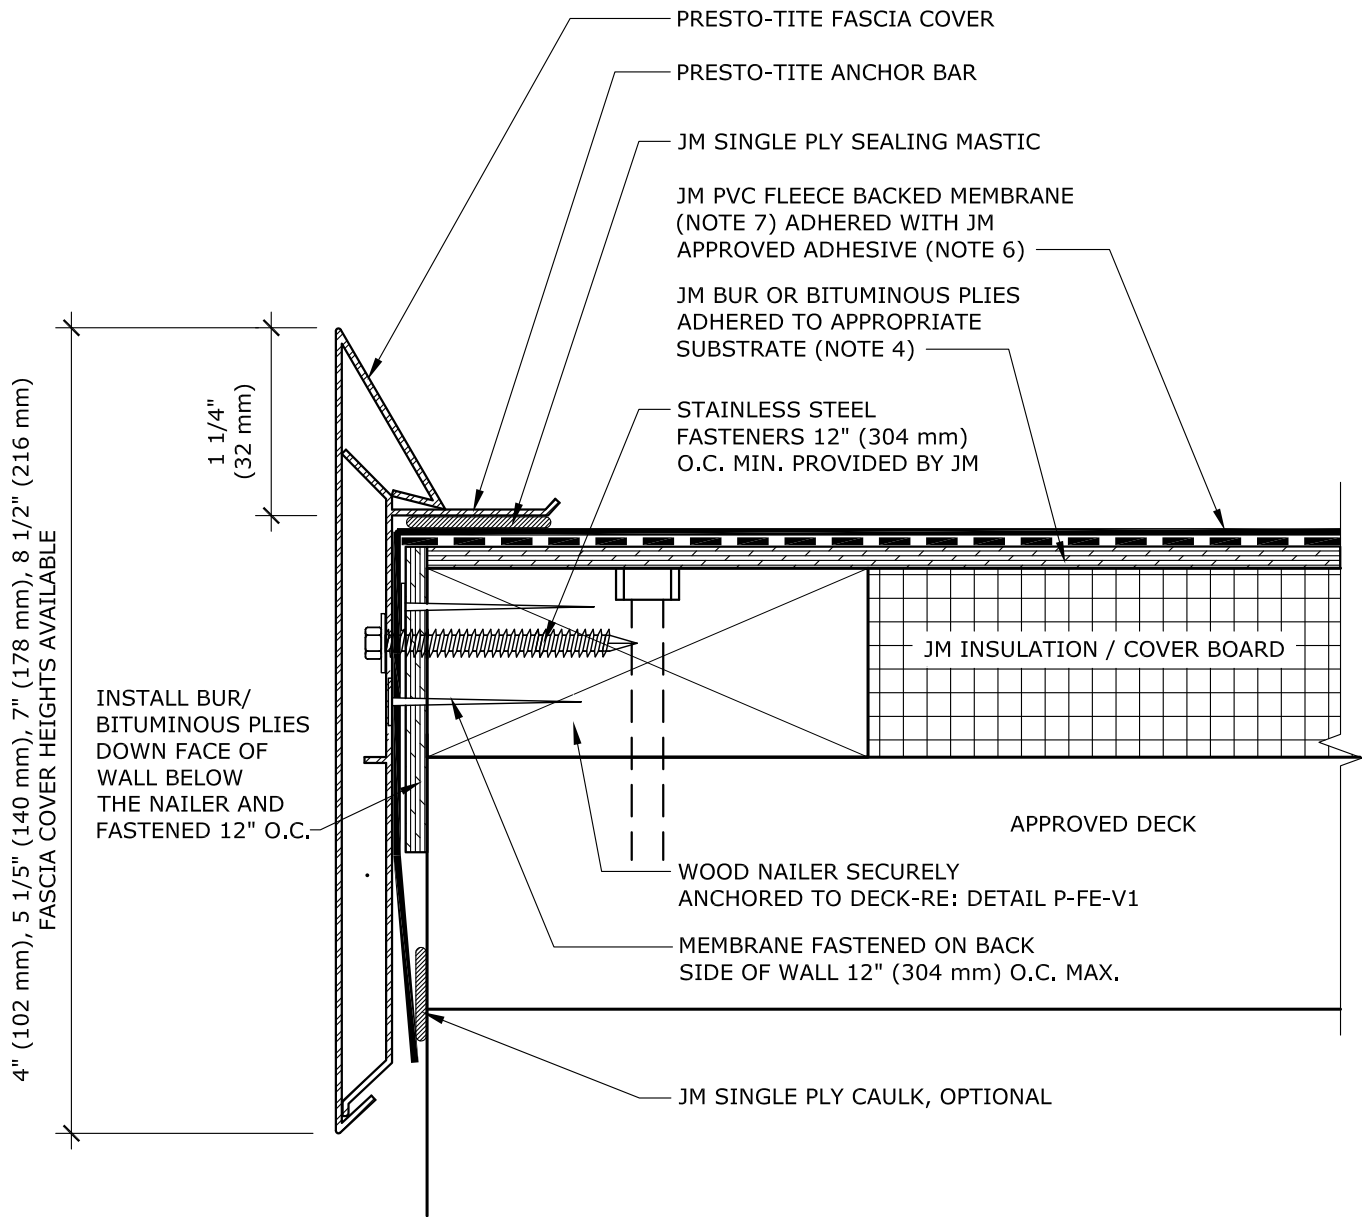 PRESTO-TITE FASCIA COVER
PRESTO-TITE ANCHOR BAR
JM SINGLE PLY SEALING MASTIC
JM PVC FLEECE BACKED MEMBRANE
(NOTE 7) ADHERED WITH JM
APPROVED ADHESIVE (NOTE 6)
JM BUR OR BITUMINOUS PLIES
ADHERED TO APPROPRIATE
SUBSTRATE (NOTE 4)
STAINLESS STEEL
FASTENERS 12" (304 mm)
O.C. MIN. PROVIDED BY JM
1 1/4"
(32 mm)
4" (102 mm), 5 1/5" (140 mm), 7" (178 mm), 8 1/2" (216 mm)
FASCIA COVER HEIGHTS AVAILABLE
JM INSULATION / COVER BOARD
INSTALL BUR/
BITUMINOUS PLIES
DOWN FACE OF
WALL BELOW
THE NAILER AND
FASTENED 12" O.C.
APPROVED DECK
WOOD NAILER SECURELY
ANCHORED TO DECK-RE: DETAIL P-FE-V1
MEMBRANE FASTENED ON BACK
SIDE OF WALL 12" (304 mm) O.C. MAX.
JM SINGLE PLY CAULK, OPTIONAL